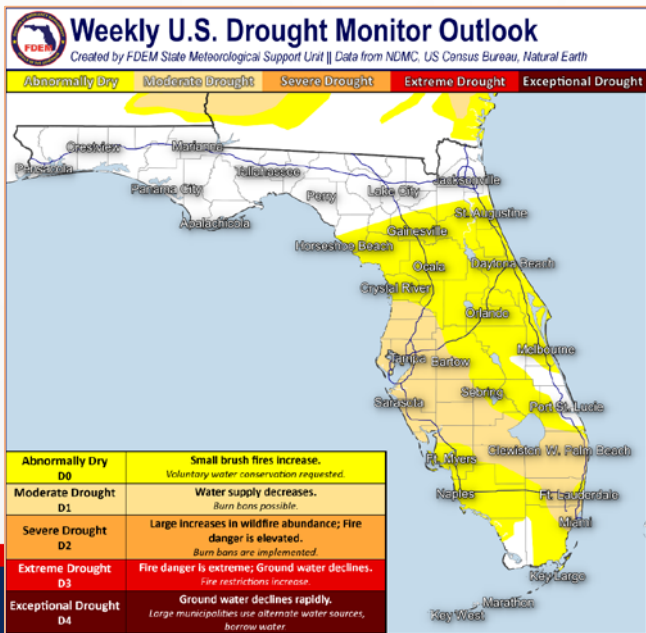 FDEM
Weekly U.S. Drought Monitor Outlook
Created by FDEM State Meteorological Support Unit || Data from NDMC, US Census Bureau, Natural Earth
Abnormally Dry Moderate Drought Severe Drought Extreme Drought Exceptional Drought
Crestview
Marianna
Pensacola
Tallahassee
Jacksonville
Panama City
Perry
Lake City
Apalachicola
St. Augustine
Gainesville
Horseshoe Beach
Ocala
Daytona Beach
Crystal River
Orlando
Melbourne
Tampa
Bartow
Sebring
Sarasota
Port St. Lucie
Clewiston
W. Palm Beach
Ft. Myers
Naples
Ft. Lauderdale
Miami
Key Largo
Marathon
Key West
Abnormally Dry
D0
Small brush fires increase.
Voluntary water conservation requested.
Moderate Drought
D1
Water supply decreases.
Burn bans possible.
Severe Drought
D2
Large increases in wildfire abundance; Fire
danger is elevated.
Burn bans are implemented.
Extreme Drought
D3
Fire danger is extreme; Ground water declines.
Fire restrictions increase.
Exceptional Drought
D4
Ground water declines rapidly.
Large municipalities use alternate water sources,
borrow water.